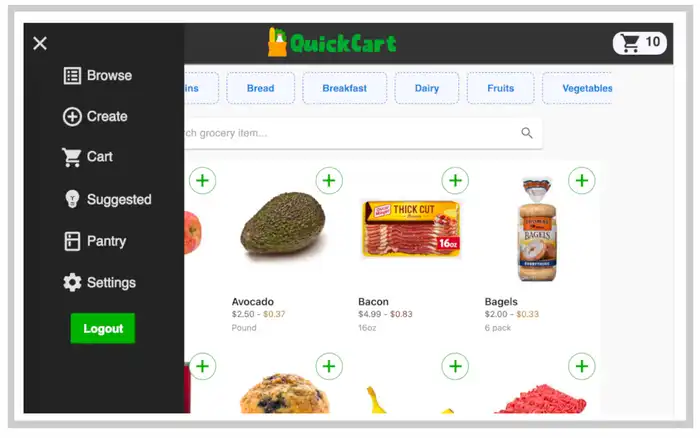 QuickCart
10
Browse
Create
Cart
Suggested
Pantry
Settings
Logout
ins
Bread
Breakfast
Dairy
Fruits
Vegetables
rch grocery item...
THICK CUT
16oz
BAGELS
Avocado
$2.50 - $0.37
Pound
Bacon
$4.99 - $0.83
16oz
Bagels
$2.00 - $0.33
6 pack